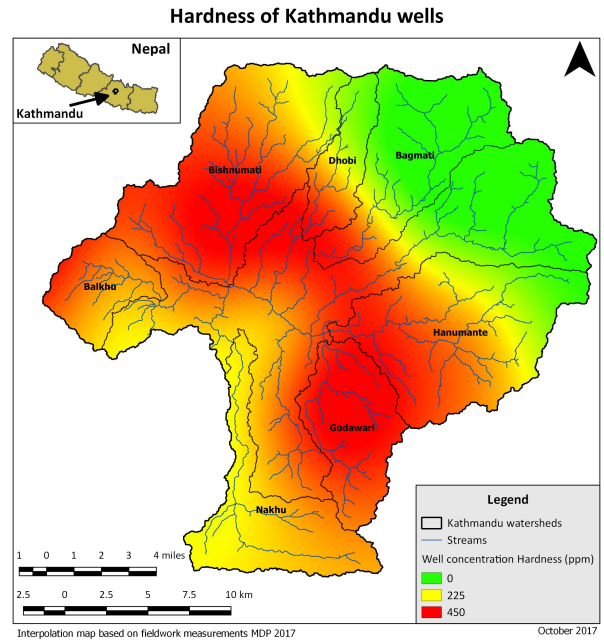 Hardness of Kathmandu wells
Nepal
Kathmandu
Dhobi
Bagmati
Bishnumati
Balkhu
Hanumante
Godawari
Nakhu
Legend
Kathmandu watersheds
Streams
Well concentration Hardness (ppm)
0
225
450
1 0 1 2 3 4 miles
2.5 0 2.5 5 7.5 10 km
Interpolation map based on fieldwork measurements MDP 2017
October 2017